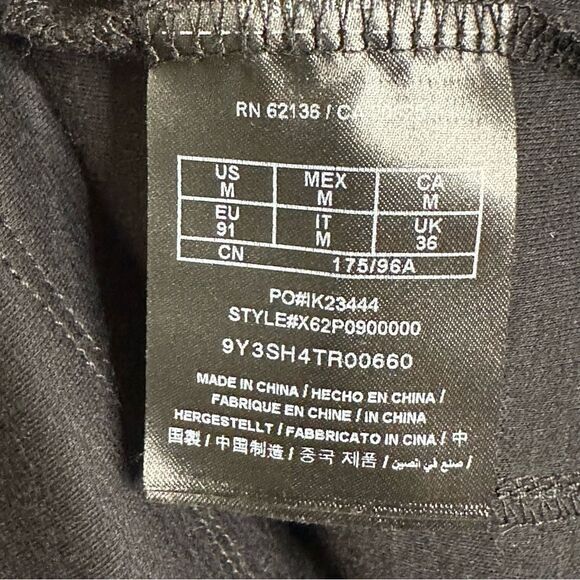 RN 62136 / CA
US MEX CA
M M M
EU IT UK
91 M 36
CN 175/96A
PO#IK23444
STYLE#X62P0900000
9Y3SH4TR00660
MADE IN CHINA / HECHO EN CHINA /
FABRIQUE EN CHINE / IN CHINA
HERGESTELLT / FABBRICATO IN CINA / 中
国製 / 中国制造 / 중국 제품 / صنع في الصين /